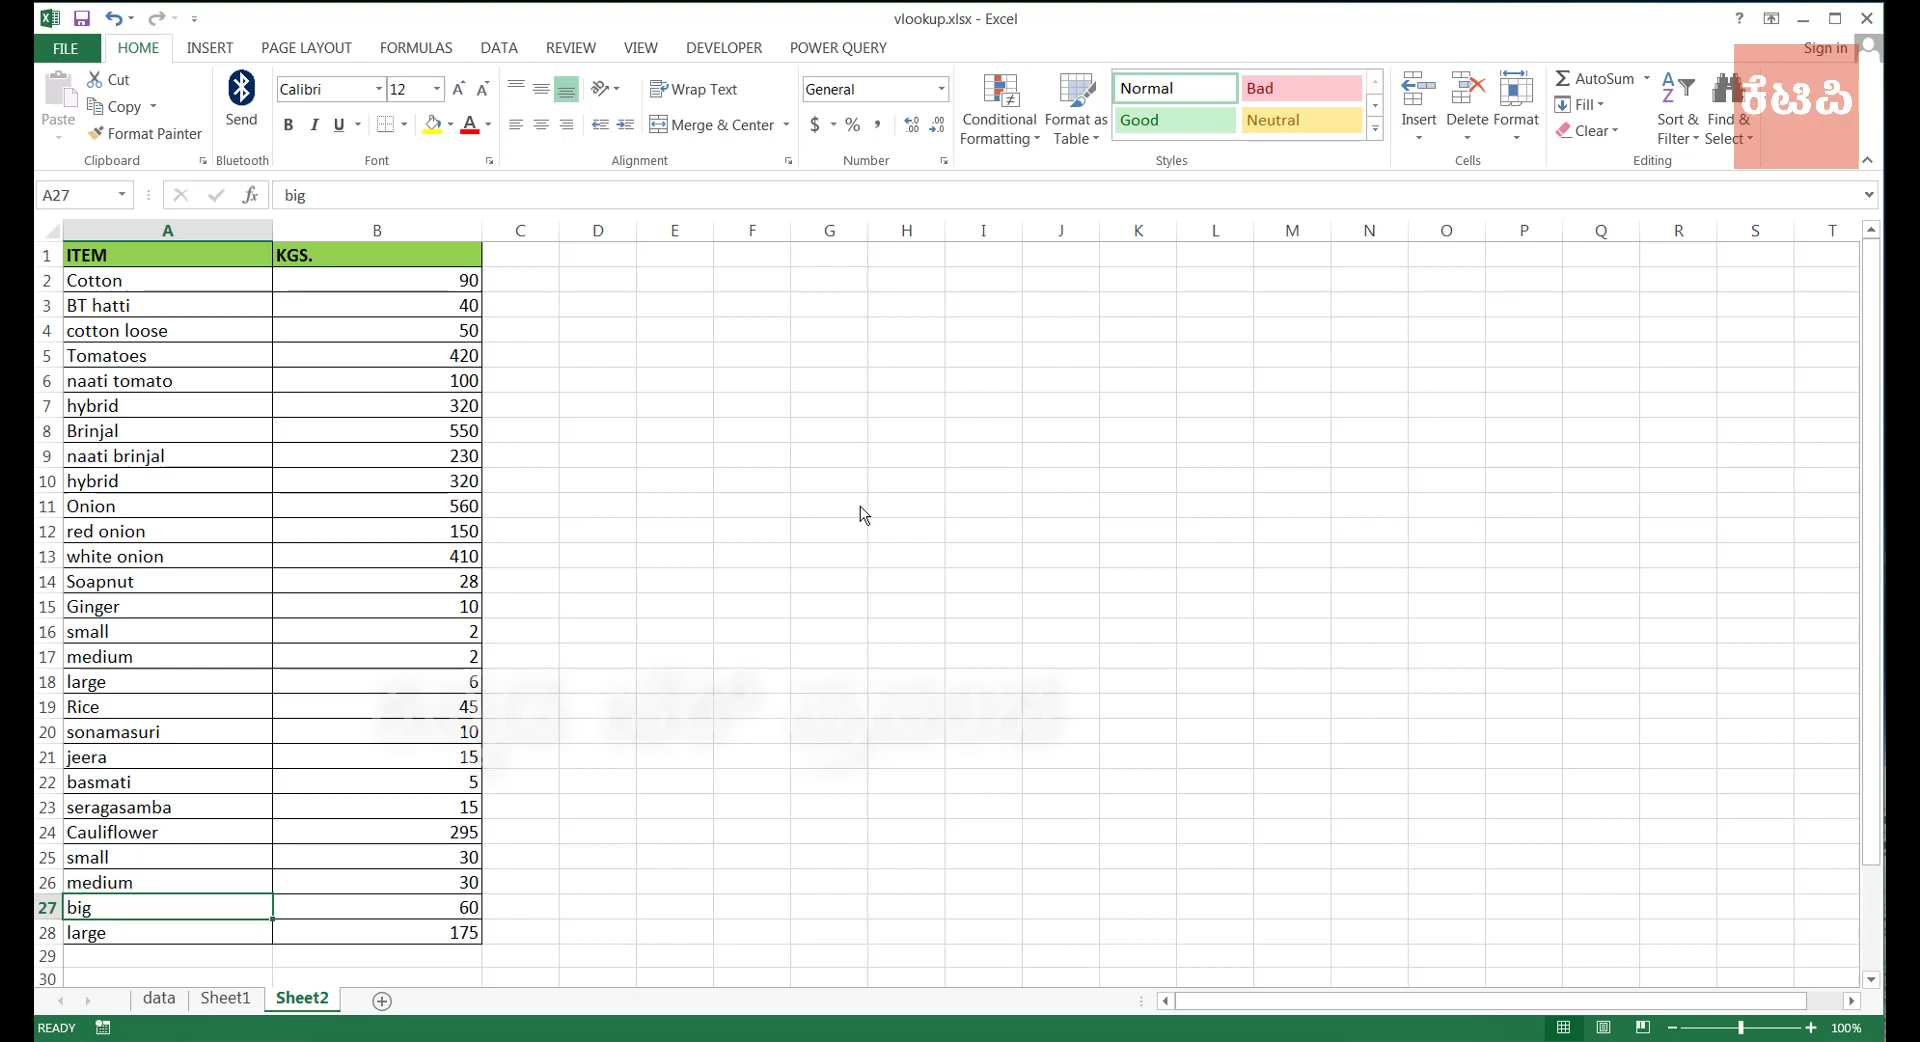 vlookup.xlsx - Excel
FILE HOME INSERT PAGE LAYOUT FORMULAS DATA REVIEW VIEW DEVELOPER POWER QUERY Sign in
ಕಲಿಕೆ
Paste Cut Copy Format Painter Clipboard
Send Bluetooth
Calibri 12 B I U A Font
Wrap Text Merge & Center Alignment
General $ % Number
Conditional Formatting Format as Table Normal Bad Good Neutral Styles
Insert Delete Format Cells
AutoSum Fill Clear Sort & Filter Find & Select Editing
A27 fx big
A B C D E F G H I J K L M N O P Q R S T
1 ITEM KGS.
2 Cotton 90
3 BT hatti 40
4 cotton loose 50
5 Tomatoes 420
6 naati tomato 100
7 hybrid 320
8 Brinjal 550
9 naati brinjal 230
10 hybrid 320
11 Onion 560
12 red onion 150
13 white onion 410
14 Soapnut 28
15 Ginger 10
16 small 2
17 medium 2
18 large 6
19 Rice 45
20 sonamasuri 10
21 jeera 15
22 basmati 5
23 seragasamba 15
24 Cauliflower 295
25 small 30
26 medium 30
27 big 60
28 large 175
29
30
data Sheet1 Sheet2
READY 100%